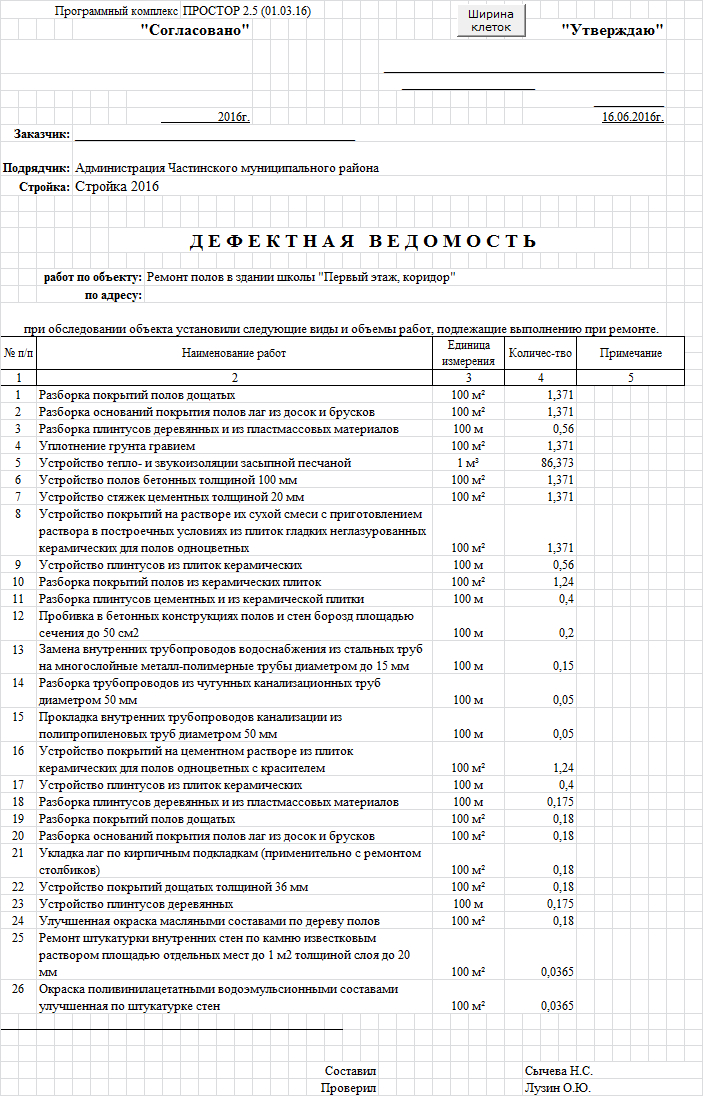 Программный комплекс ПРОСТОР 2.5 (01.03.16)
Ширина
клеток
"Согласовано" "Утверждаю"
2016г. 16.06.2016г.
Заказчик:
Подрядчик: Администрация Частинского муниципального района
Стройка: Стройка 2016
ДЕФЕКТНАЯ ВЕДОМОСТЬ
работ по объекту: Ремонт полов в здании школы "Первый этаж, коридор"
по адресу:
при обследовании объекта установили следующие виды и объемы работ, подлежащие выполнению при ремонте.
№ п/п Наименование работ Единица измерения Количес-тво Примечание
1 2 3 4 5
1 Разборка покрытий полов дощатых 100 м² 1,371
2 Разборка оснований покрытия полов лаг из досок и брусков 100 м² 1,371
3 Разборка плинтусов деревянных и из пластмассовых материалов 100 м 0,56
4 Уплотнение грунта гравием 100 м² 1,371
5 Устройство тепло- и звукоизоляции засыпной песчаной 1 м³ 86,373
6 Устройство полов бетонных толщиной 100 мм 100 м² 1,371
7 Устройство стяжек цементных толщиной 20 мм 100 м² 1,371
8 Устройство покрытий на растворе их сухой смеси с приготовлением
раствора в построечных условиях из плиток гладких неглазурованных
керамических для полов одноцветных 100 м² 1,371
9 Устройство плинтусов из плиток керамических 100 м 0,56
10 Разборка покрытий полов из керамических плиток 100 м² 1,24
11 Разборка плинтусов цементных и из керамической плитки 100 м 0,4
12 Пробивка в бетонных конструкциях полов и стен борозд площадью
сечения до 50 см2 100 м 0,2
13 Замена внутренних трубопроводов водоснабжения из стальных труб
на многослойные металл-полимерные трубы диаметром до 15 мм 100 м 0,15
14 Разборка трубопроводов из чугунных канализационных труб
диаметром 50 мм 100 м 0,05
15 Прокладка внутренних трубопроводов канализации из
полипропиленовых труб диаметром 50 мм 100 м 0,05
16 Устройство покрытий на цементном растворе из плиток
керамических для полов одноцветных с красителем 100 м² 1,24
17 Устройство плинтусов из плиток керамических 100 м 0,4
18 Разборка плинтусов деревянных и из пластмассовых материалов 100 м 0,175
19 Разборка покрытий полов дощатых 100 м² 0,18
20 Разборка оснований покрытия полов лаг из досок и брусков 100 м² 0,18
21 Укладка лаг по кирпичным подкладкам (применительно с ремонтом
столбиков) 100 м² 0,18
22 Устройство покрытий дощатых толщиной 36 мм 100 м² 0,18
23 Устройство плинтусов деревянных 100 м 0,175
24 Улучшенная окраска масляными составами по дереву полов 100 м² 0,18
25 Ремонт штукатурки внутренних стен по камню известковым
раствором площадью отдельных мест до 1 м2 толщиной слоя до 20
мм 100 м² 0,0365
26 Окраска поливинилацетатными водоэмульсионными составами
улучшенная по штукатурке стен 100 м² 0,0365
Составил Сычева Н.С.
Проверил Лузин О.Ю.